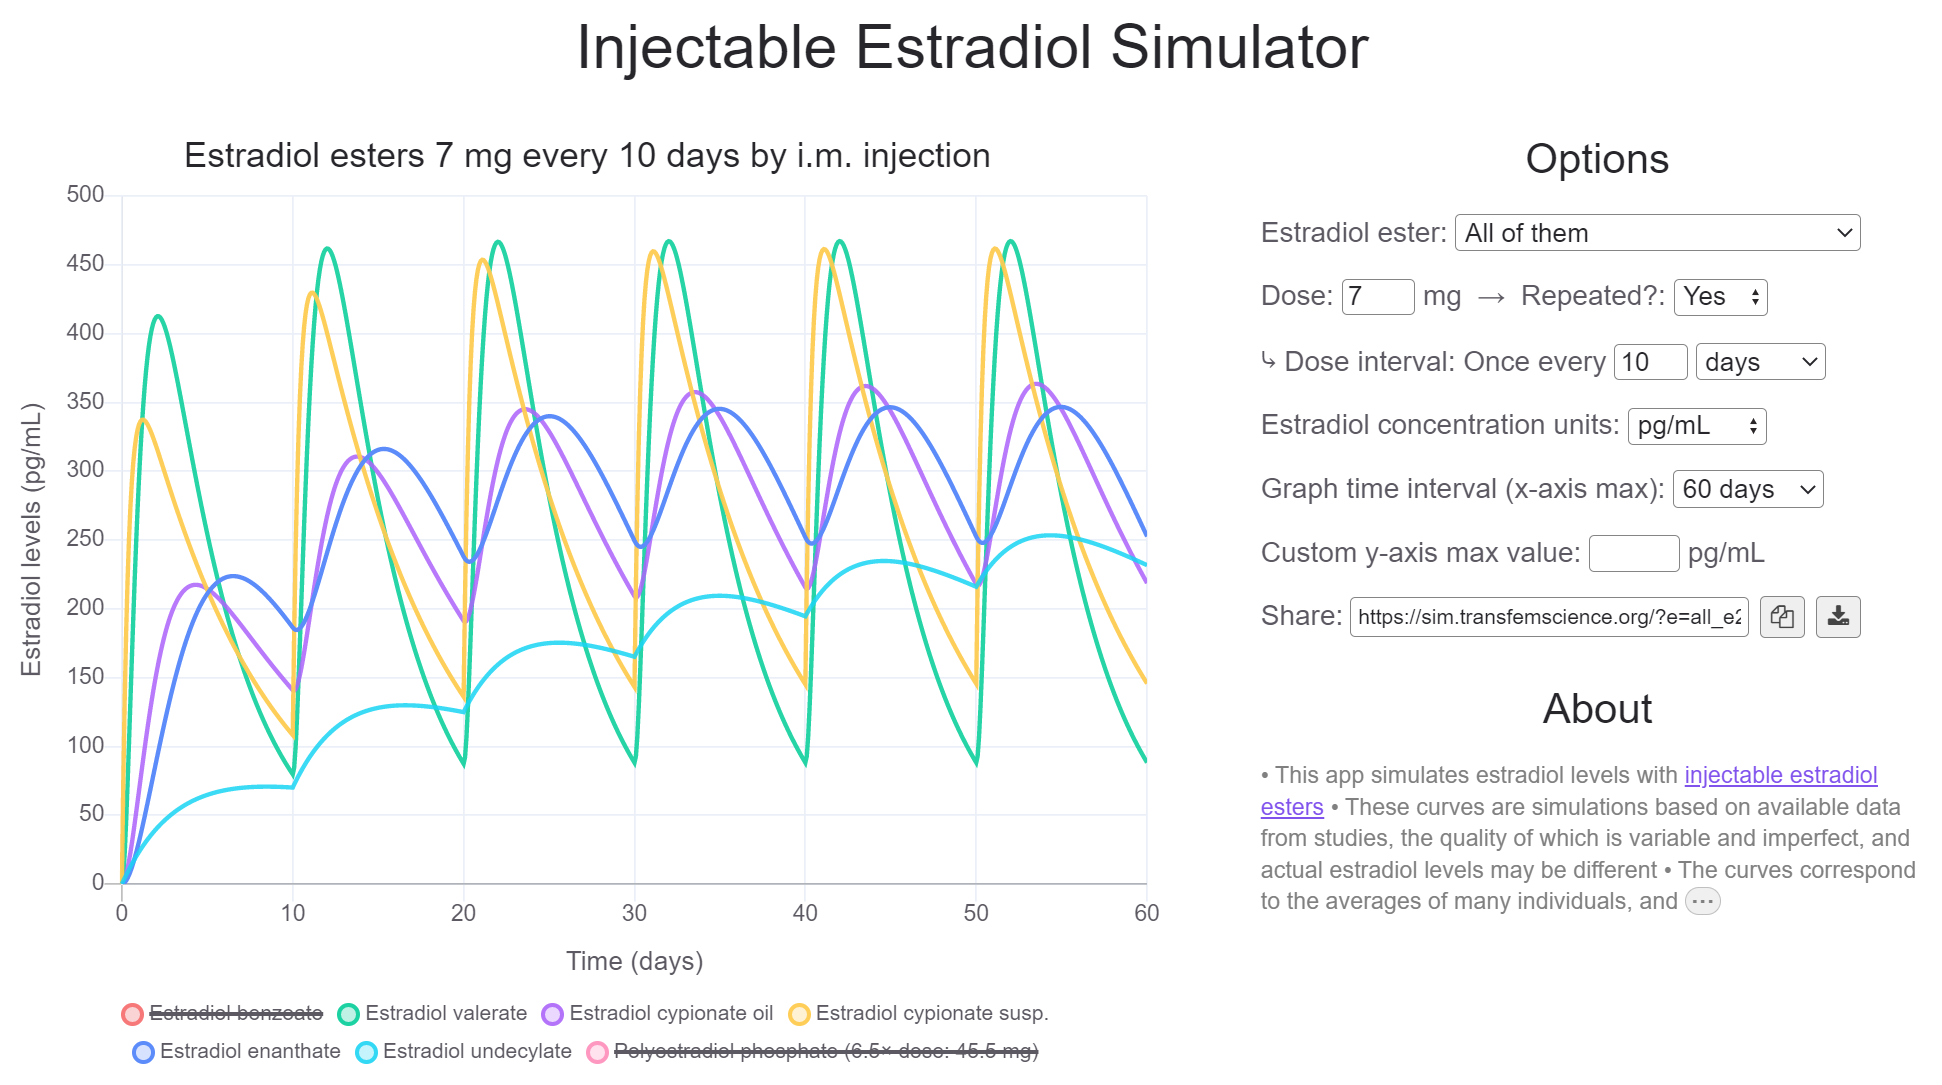 Injectable Estradiol Simulator
Estradiol esters 7 mg every 10 days by i.m. injection
Estradiol levels (pg/mL)
500
450
400
350
300
250
200
150
100
50
0
0 10 20 30 40 50 60
Time (days)
Estradiol benzoate Estradiol valerate Estradiol cypionate oil Estradiol cypionate susp.
Estradiol enanthate Estradiol undecylate Polyestradiol phosphate (6.5× dose: 45.5 mg)
Options
Estradiol ester: All of them
Dose: 7 mg → Repeated?: Yes
↳ Dose interval: Once every 10 days
Estradiol concentration units: pg/mL
Graph time interval (x-axis max): 60 days
Custom y-axis max value: pg/mL
Share: https://sim.transfemscience.org/?e=all_e2
About
• This app simulates estradiol levels with injectable estradiol
esters • These curves are simulations based on available data
from studies, the quality of which is variable and imperfect, and
actual estradiol levels may be different • The curves correspond
to the averages of many individuals, and ...